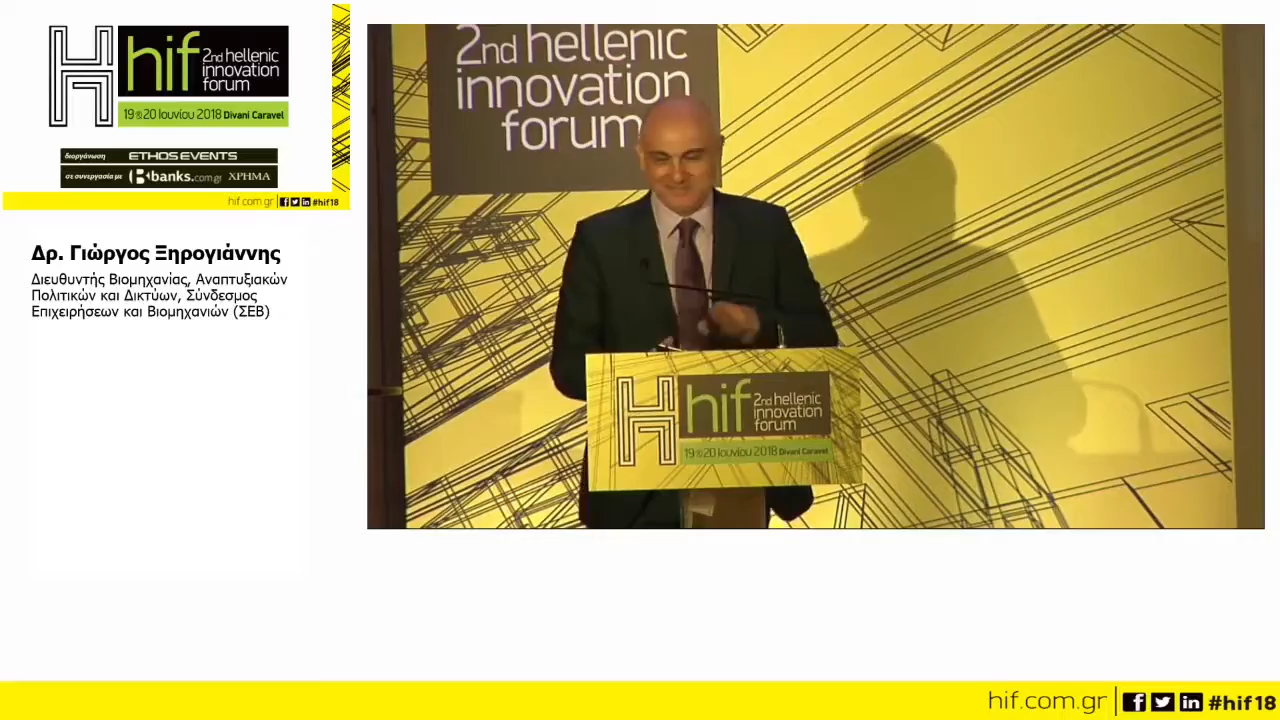 hif 2nd hellenic
innovation
forum
19 & 20 Ιουνίου 2018 Divani Caravel
διοργάνωση ETHOS EVENTS
σε συνεργασία με banks.com.gr ΧΡΗΜΑ
hif.com.gr #hif18
Δρ. Γιώργος Ξηρογιάννης
Διευθυντής Βιομηχανίας, Αναπτυξιακών
Πολιτικών και Δικτύων, Σύνδεσμος
Επιχειρήσεων και Βιομηχανιών (ΣΕΒ)
2nd hellenic
innovation
forum
hif 2nd hellenic
innovation
forum
19 & 20 Ιουνίου 2018 Divani Caravel
hif.com.gr #hif18